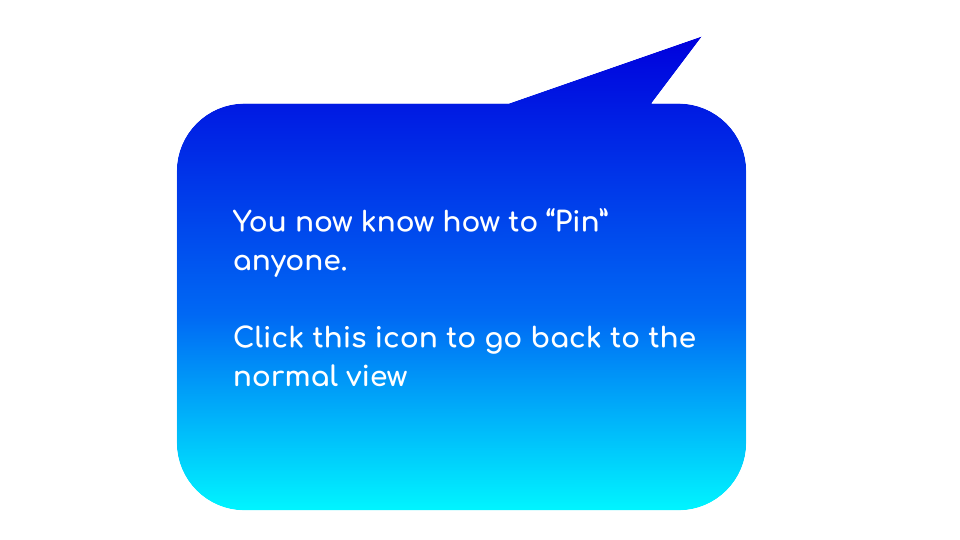 You now know how to “Pin”
anyone.
Click this icon to go back to the
normal view